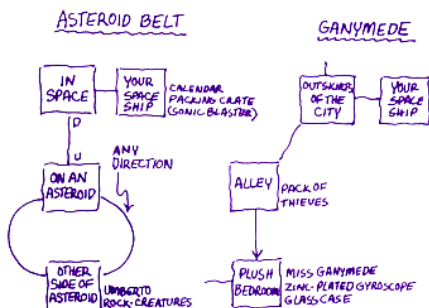 ASTEROID BELT
IN
SPACE
YOUR
SPACE
SHIP
CALENDAR
PACKING CRATE
(SONIC BLASTER)
D
U
ANY
DIRECTION
ON AN
ASTEROID
OTHER
SIDE OF
ASTEROID
UMBERTO
ROCK-CREATURES
GANYMEDE
OUTSKIRTS
OF THE
CITY
YOUR
SPACE
SHIP
ALLEY
PACK OF
THIEVES
PLUSH
BEDROOM
MISS GANYMEDE
ZINC-PLATED GYROSCOPE
GLASS CASE